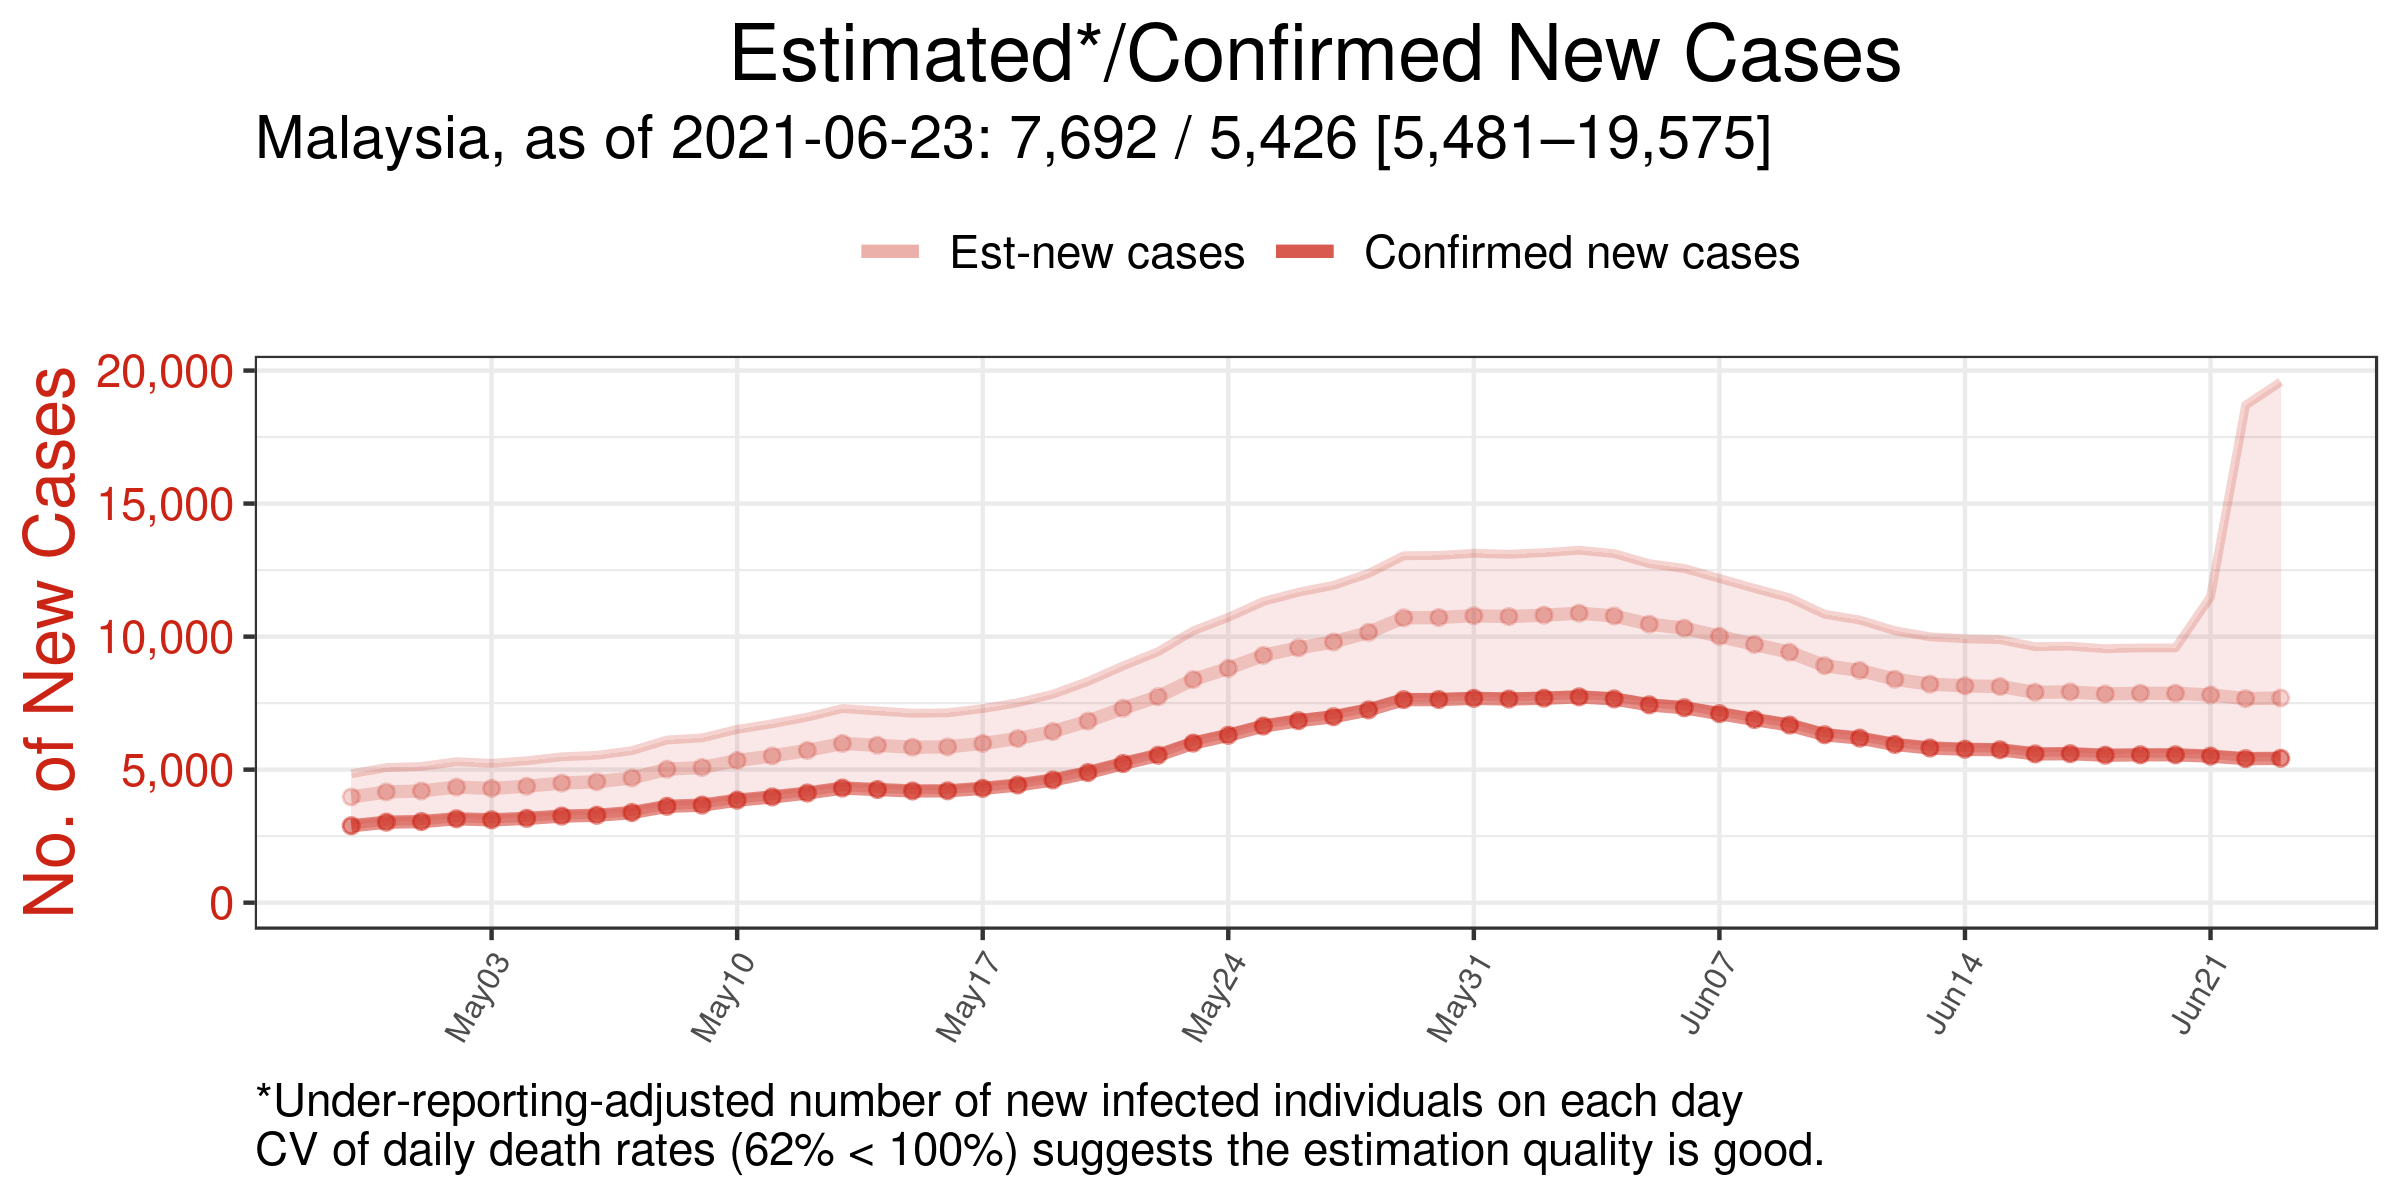 Estimated*/Confirmed New Cases
Malaysia, as of 2021-06-23: 7,692 / 5,426 [5,481–19,575]
Est-new cases Confirmed new cases
No. of New Cases
20,000
15,000
10,000
5,000
0
May03 May10 May17 May24 May31 Jun07 Jun14 Jun21
*Under-reporting-adjusted number of new infected individuals on each day
CV of daily death rates (62% < 100%) suggests the estimation quality is good.